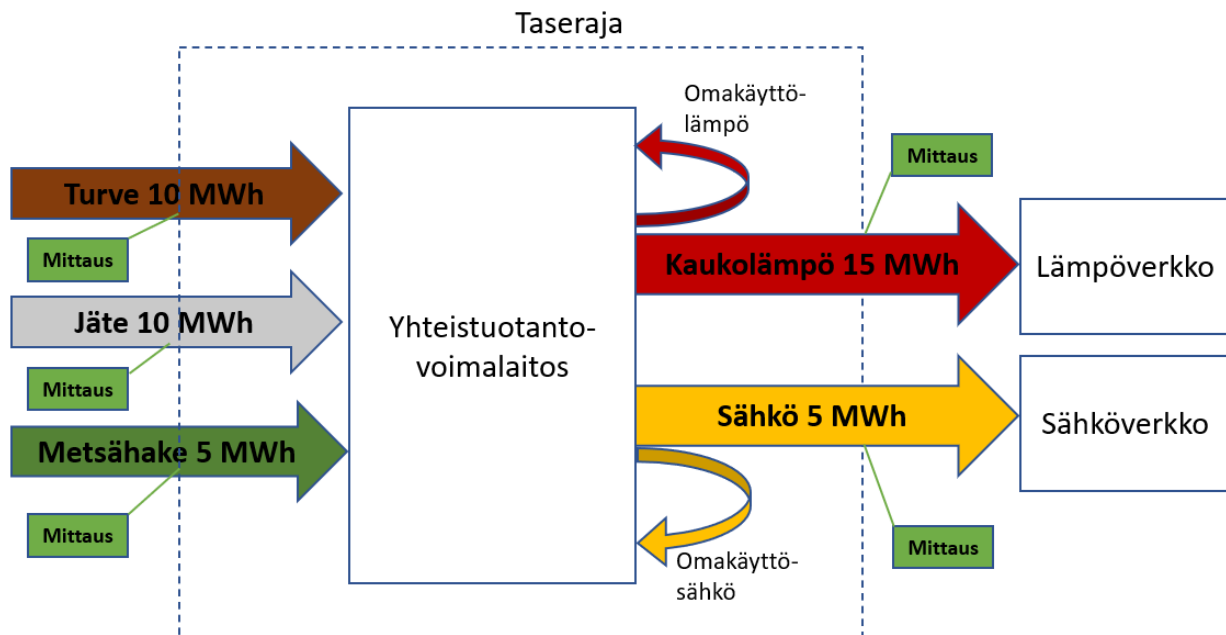 Taseraja
Omakäyttö-
lämpö
Mittaus
Turve 10 MWh
Mittaus
Kaukolämpö 15 MWh
Lämpöverkko
Jäte 10 MWh
Mittaus
Yhteistuotanto-
voimalaitos
Sähkö 5 MWh
Sähköverkko
Metsähake 5 MWh
Mittaus
Mittaus
Omakäyttö-
sähkö